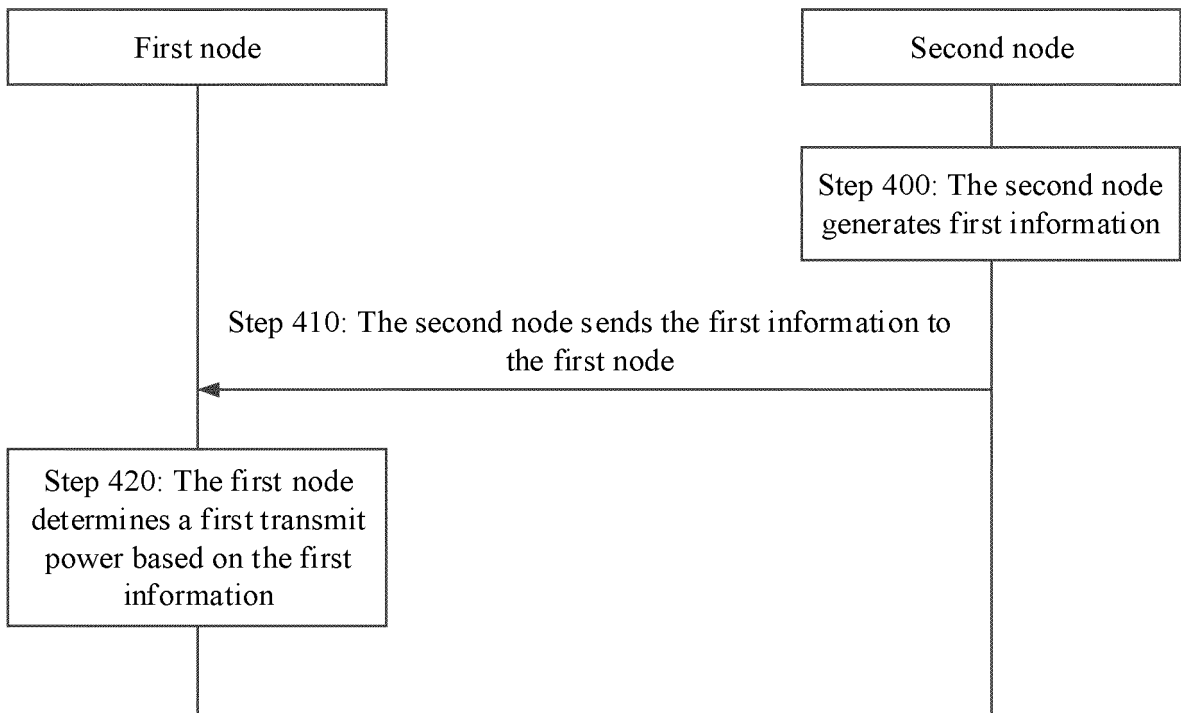 First node
Second node
Step 400: The second node
generates first information
Step 410: The second node sends the first information to
the first node
Step 420: The first node
determines a first transmit
power based on the first
information